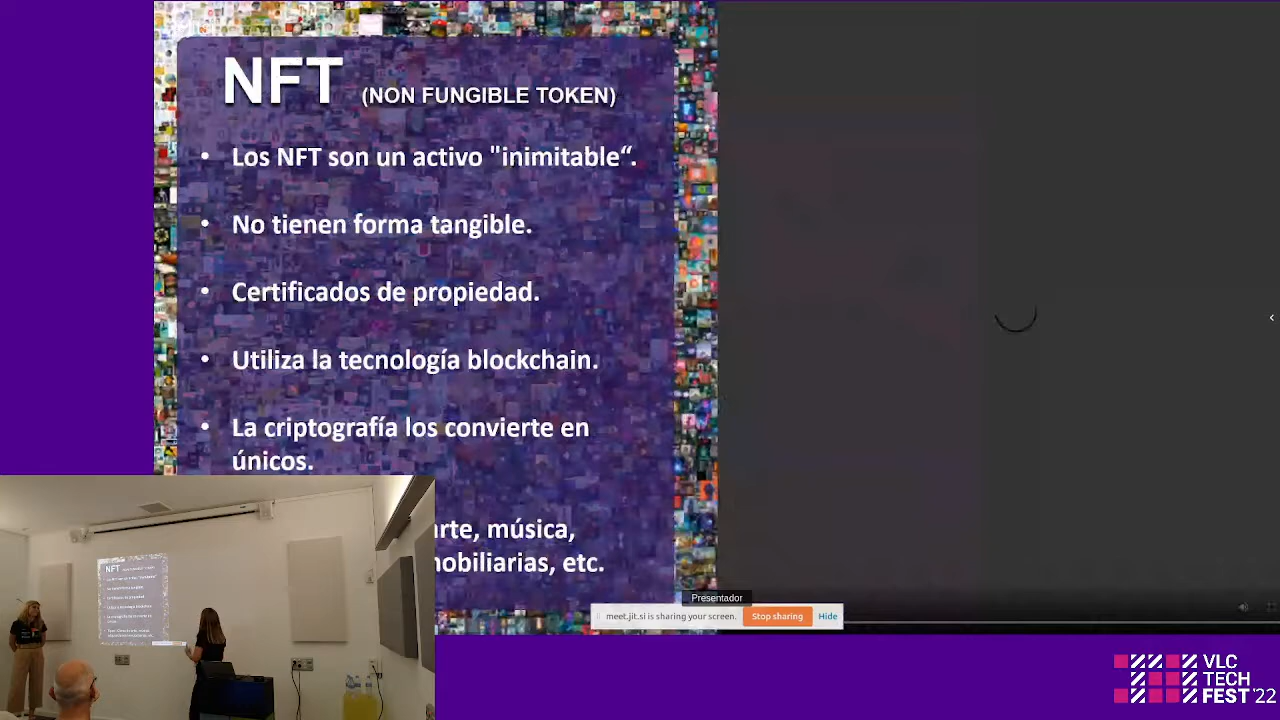 NFT (NON FUNGIBLE TOKEN)
• Los NFT son un activo "inimitable“.
• No tienen forma tangible.
• Certificados de propiedad.
• Utiliza la tecnología blockchain.
• La criptografía los convierte en
únicos.
arte, música,
nobiliarias, etc.
Presentador
meet.jit.si is sharing your screen. Stop sharing Hide
VLC
TECH
FEST'22